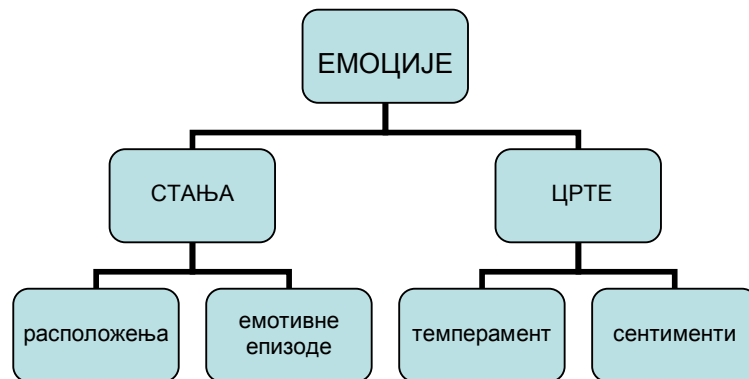 ЕМОЦИЈЕ
СТАЊА
ЦРТЕ
расположења
емотивне
епизоде
темперамент
сентименти